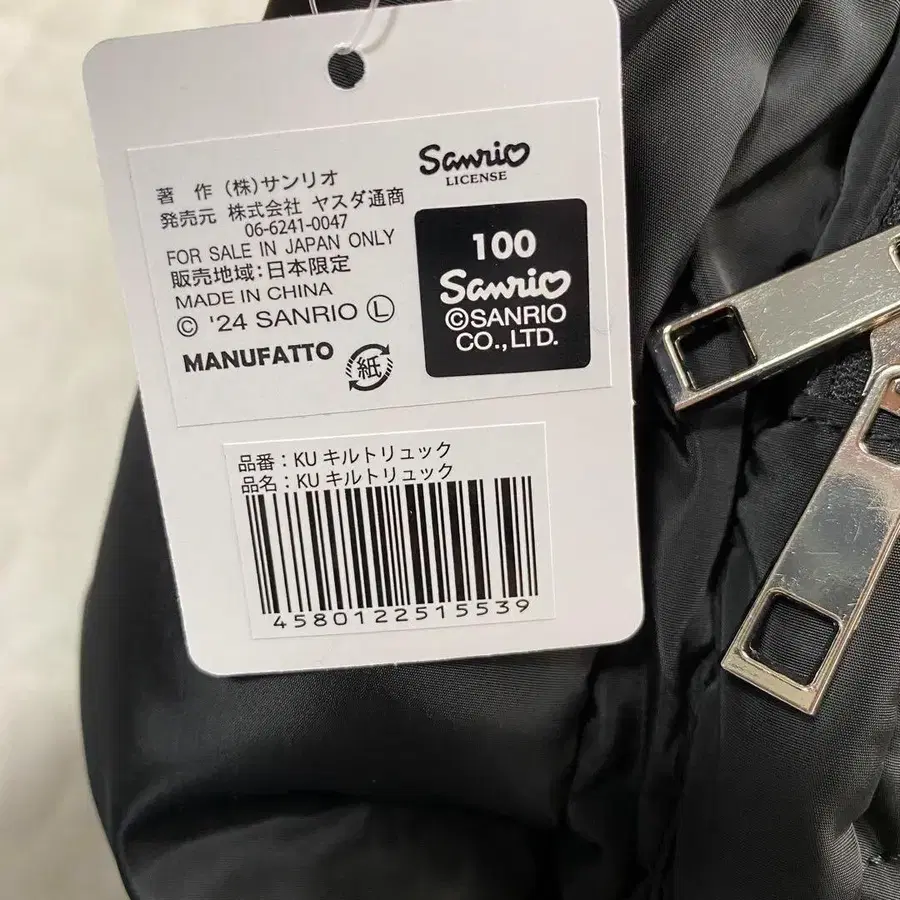 Sanrio
LICENSE
著 作 (株)サンリオ
発売元 株式会社 ヤスダ通商
06-6241-0047
FOR SALE IN JAPAN ONLY
販売地域:日本限定
MADE IN CHINA
© '24 SANRIO Ⓛ
MANUFATTO
紙
100
Sanrio
©SANRIO
CO.,LTD.
品番:KU キルトリュック
品名:KU キルトリュック
4580122515539